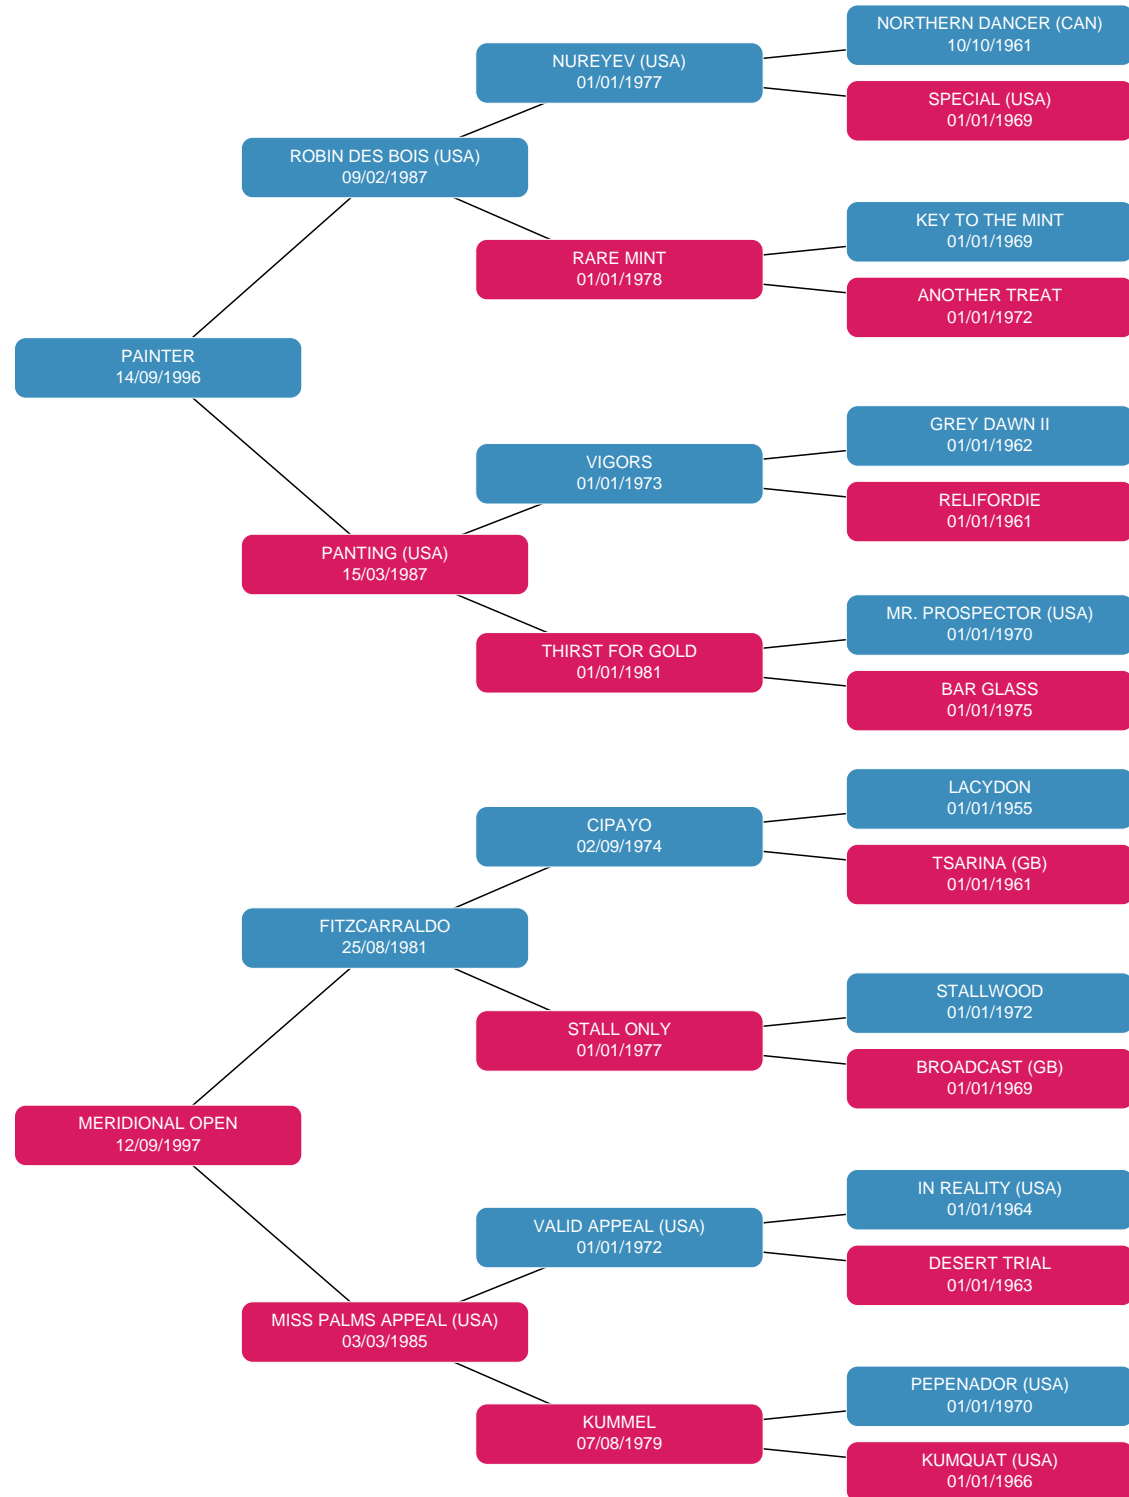 NORTHERN DANCER (CAN)
10/10/1961
NUREYEV (USA)
01/01/1977
SPECIAL (USA)
01/01/1969
ROBIN DES BOIS (USA)
09/02/1987
KEY TO THE MINT
01/01/1969
RARE MINT
01/01/1978
ANOTHER TREAT
01/01/1972
PAINTER
14/09/1996
GREY DAWN II
01/01/1962
VIGORS
01/01/1973
RELIFORDIE
01/01/1961
PANTING (USA)
15/03/1987
MR. PROSPECTOR (USA)
01/01/1970
THIRST FOR GOLD
01/01/1981
BAR GLASS
01/01/1975
LACYDON
01/01/1955
CIPAYO
02/09/1974
TSARINA (GB)
01/01/1961
FITZCARRALDO
25/08/1981
STALLWOOD
01/01/1972
STALL ONLY
01/01/1977
BROADCAST (GB)
01/01/1969
MERIDIONAL OPEN
12/09/1997
IN REALITY (USA)
01/01/1964
VALID APPEAL (USA)
01/01/1972
DESERT TRIAL
01/01/1963
MISS PALMS APPEAL (USA)
03/03/1985
PEPENADOR (USA)
01/01/1970
KUMMEL
07/08/1979
KUMQUAT (USA)
01/01/1966